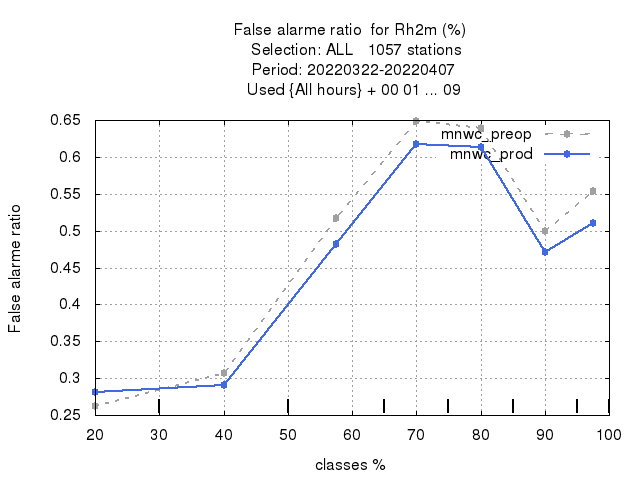 False alarme ratio  for Rh2m (%)
Selection: ALL   1057 stations
Period: 20220322-20220407
Used {All hours} + 00 01 ... 09
mnwc_preop
mnwc_prod
0.65
0.6
0.55
0.5
0.45
0.4
0.35
0.3
0.25
False alarme ratio
20 30 40 50 60 70 80 90 100
classes %